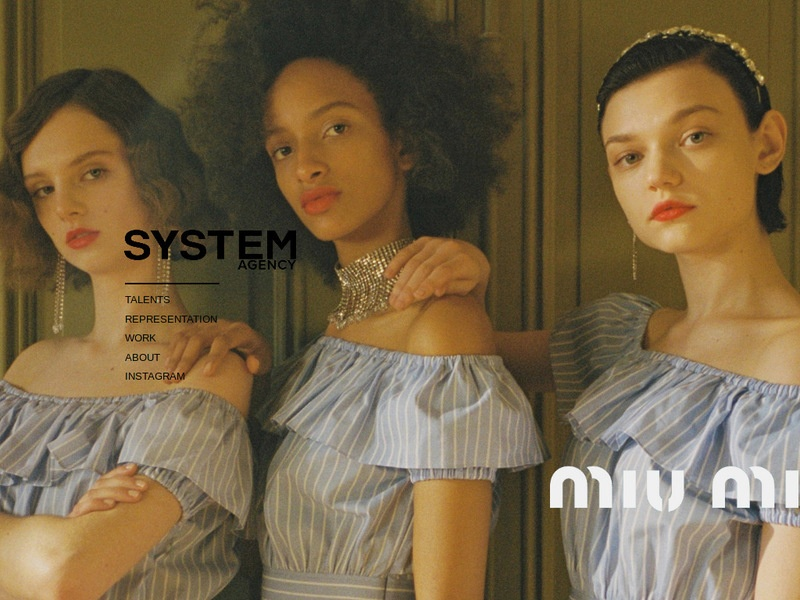 SYSTEM
AGENCY
TALENTS
REPRESENTATION
WORK
ABOUT
INSTAGRAM
MIU MI